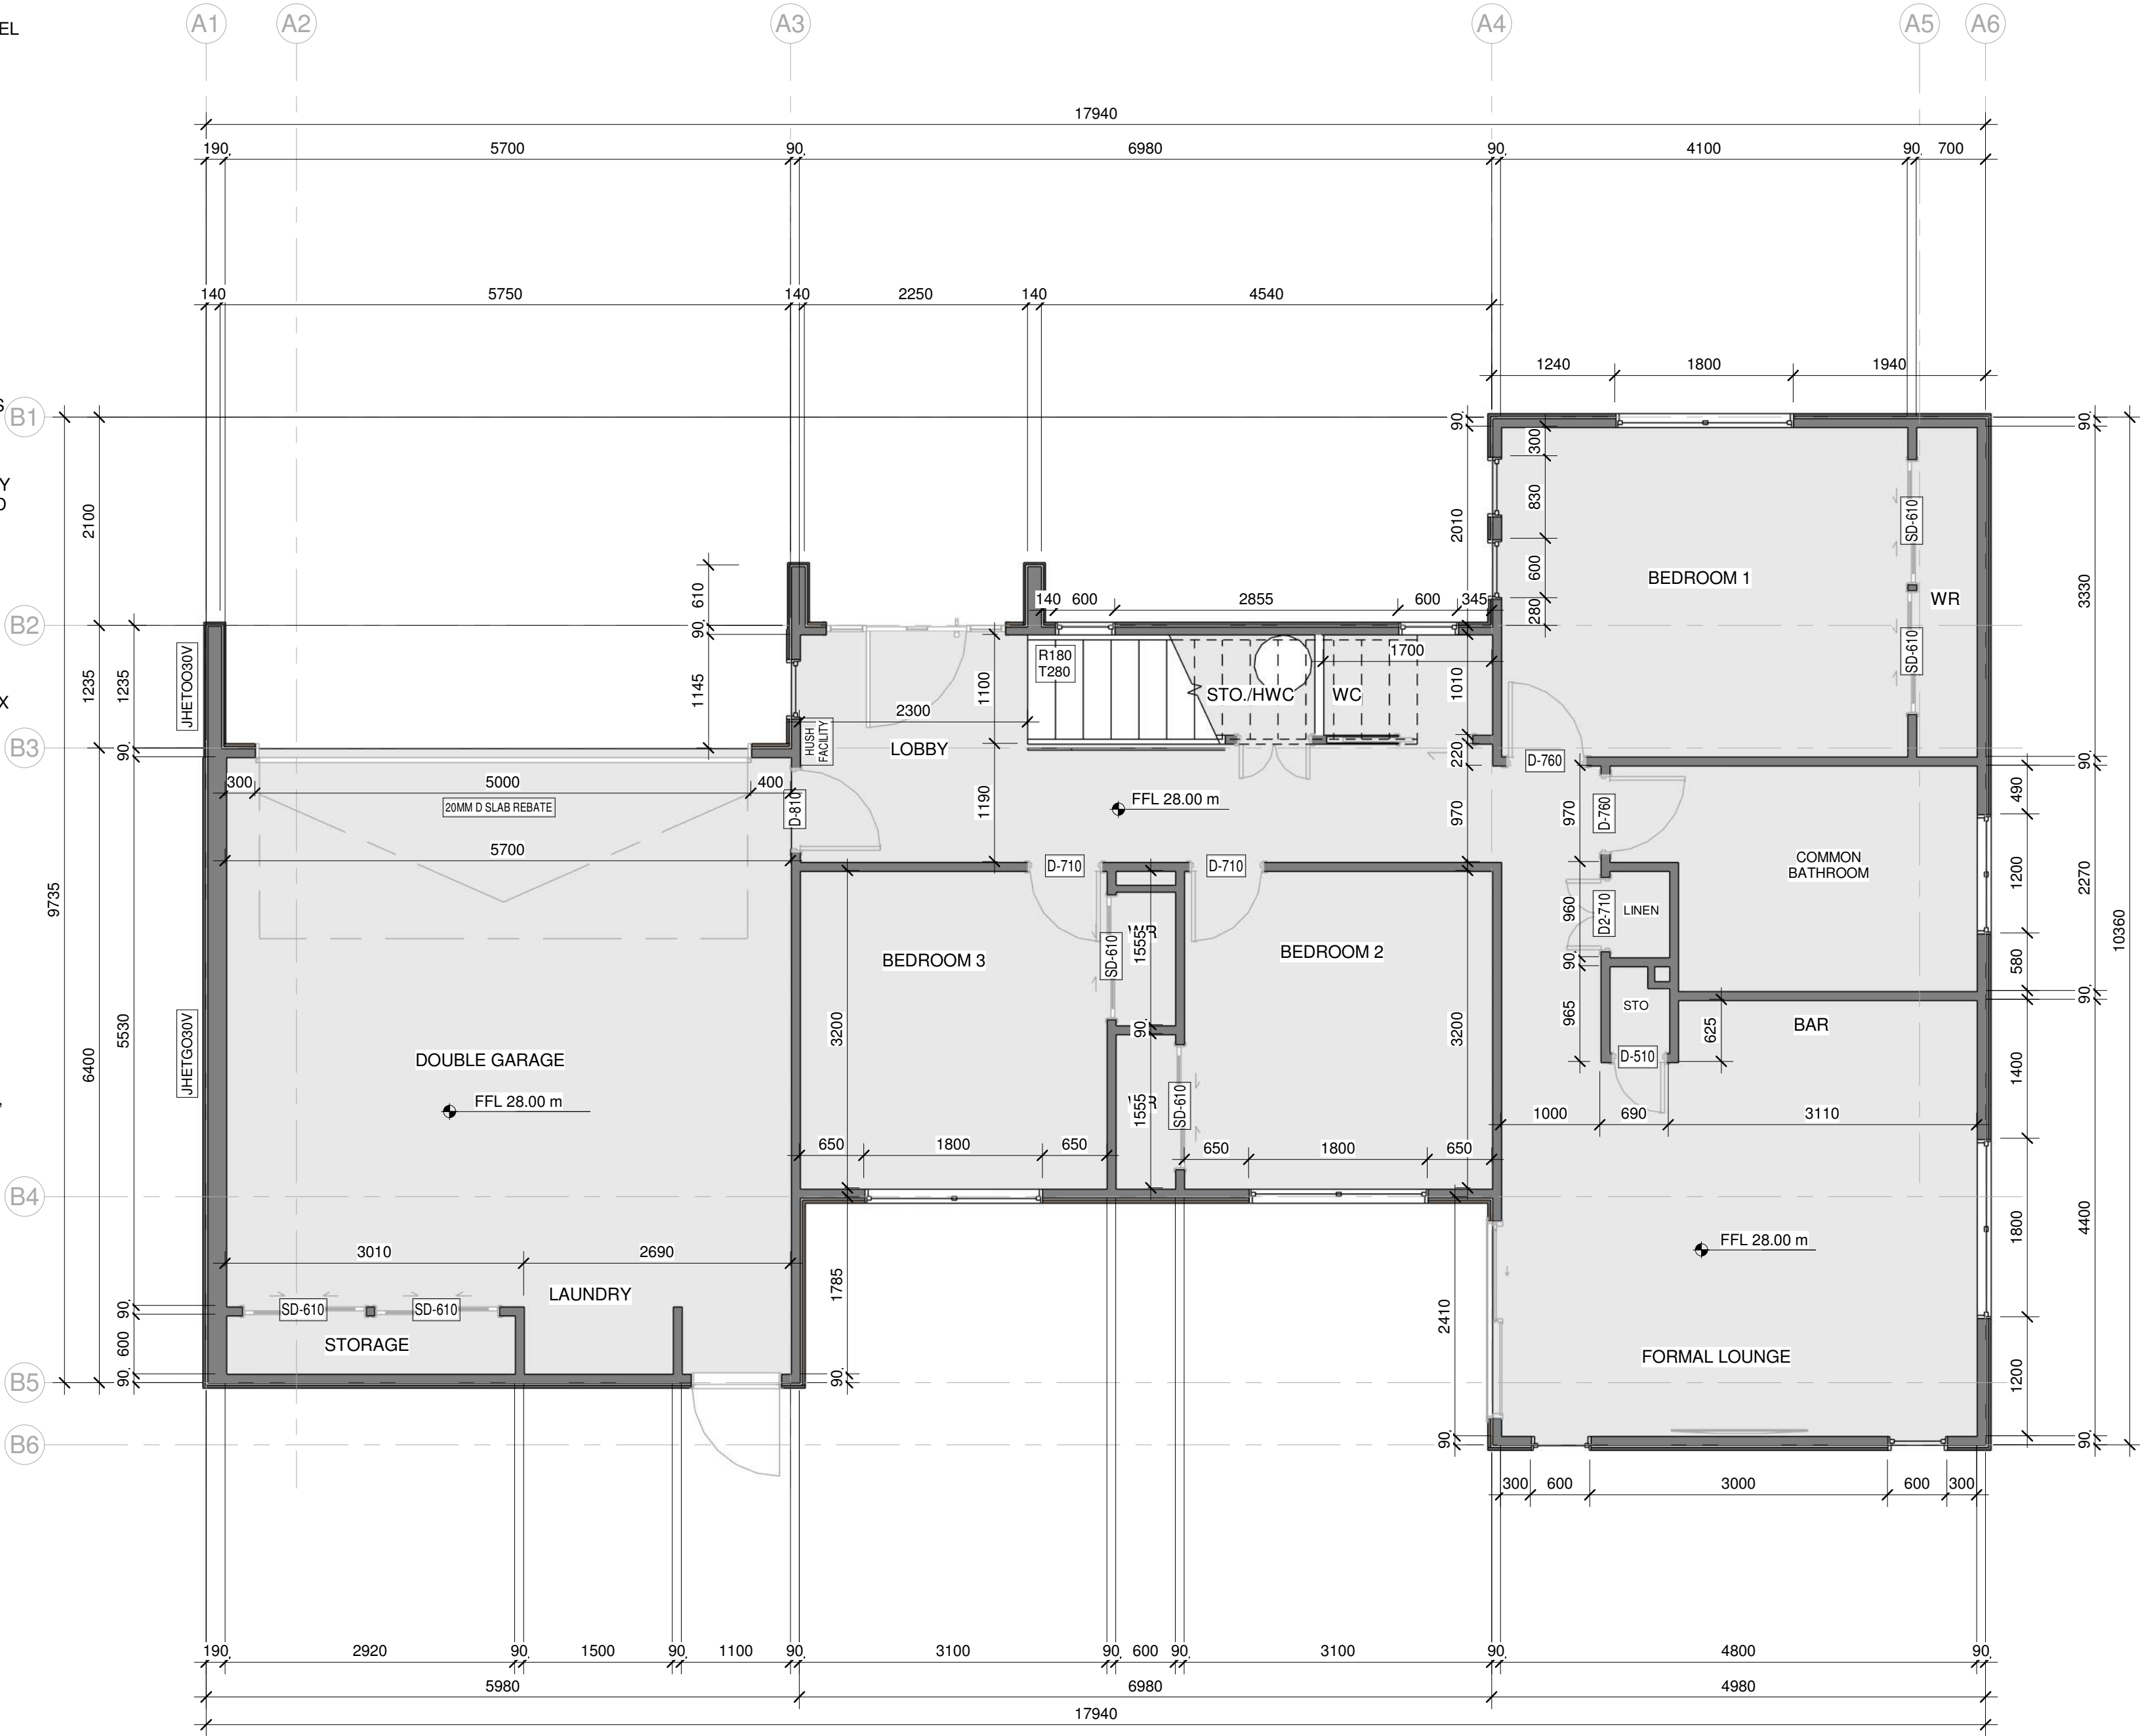 A1 A2 A3 A4 A5 A6
EL
17940
190. 5700 90. 6980 90. 4100 90. 700
140 5750 140 2250 140 4540
1240 1800 1940
S
B1
Y
D
2100
90.
300
830
2010
600
280
BEDROOM 1
SD-610
SD-610
WR
90.
3330
610
90.
140 600 2855 600 345
B2
JHETOO30V
1235
1235
1145
R180
T280
1100
1700
1010
STO./HWC
WC
2300
X
HUSH
FACILITY
LOBBY
220
B3
90.
D-760
90.
300 5000 400
20MM D SLAB REBATE
D-810
FFL 28.00 m
1190
970
970
D-760
490
5700
COMMON
BATHROOM
D-710
D-710
1200
2270
10360
9735
960
D2-710
LINEN
BEDROOM 3
SD-610
1555
BEDROOM 2
90.
580
90.
STO
965
625
BAR
5530
6400
JHETGO30V
3200
90.
3200
DOUBLE GARAGE
D-510
1400
,
FFL 28.00 m
1555
SD-610
1000 690 3110
650 1800 650
650 1800 650
B4
3010 2690
FFL 28.00 m
1800
4400
LAUNDRY
1785
90.
SD-610
SD-610
2410
600
STORAGE
FORMAL LOUNGE
1200
90.
90.
B5
B6
90.
90.
300 600 3000 600 300
190. 2920 90. 1500 90. 1100 90. 3100 90. 600 90. 3100 90. 4800 90.
5980 6980 4980
17940